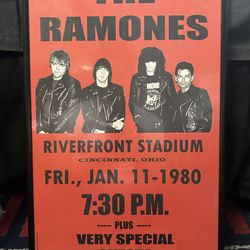 THE
RAMONES
RIVERFRONT STADIUM
CINCINNATI, OHIO
FRI., JAN. 11-1980
7:30 P.M.
----- PLUS -----
VERY SPECIAL